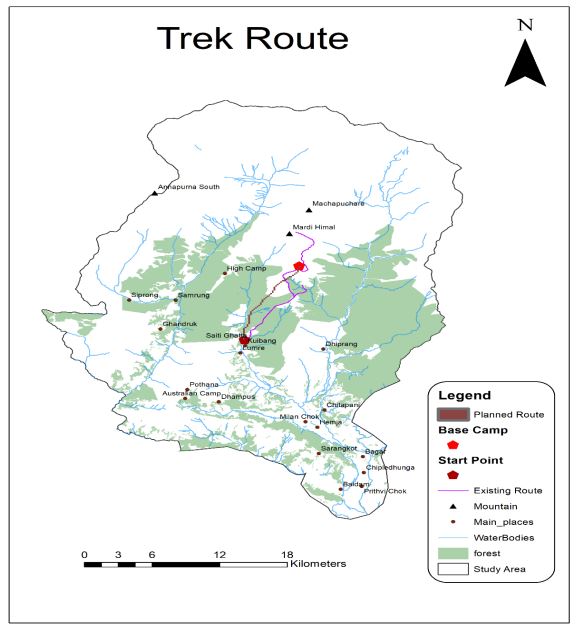 Trek Route
N
Annapurna South
Machapuchare
Mardi Himal
High Camp
Siprong
Samrung
Ghandruk
Saiti Ghatta
Kuibang
Lumre
Dhiprang
Pothana
Australian Camp
Dhampus
Chitapani
Milan Chok
Hemja
Sarangkot
Bagar
Chipledhunga
Baidam
Prithvi Chok
Legend
Planned Route
Base Camp
Start Point
Existing Route
Mountain
Main_places
WaterBodies
forest
Study Area
0 3 6 12 18
Kilometers